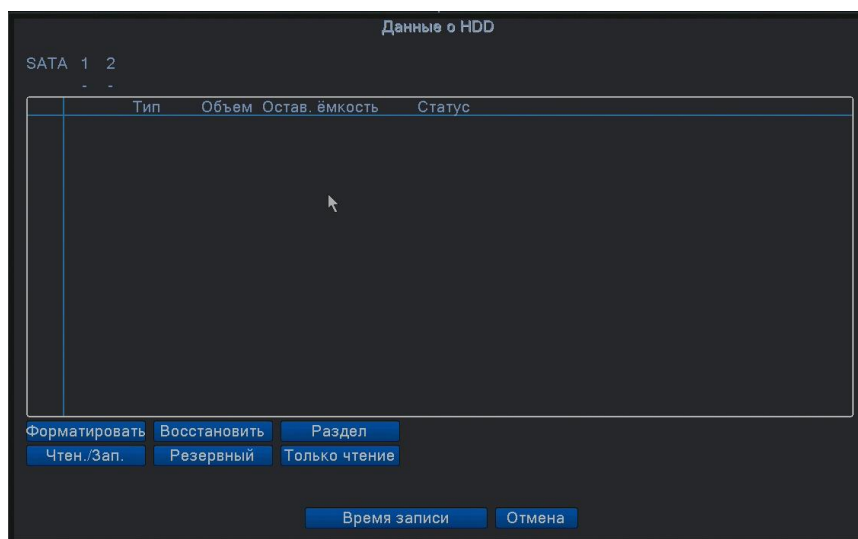 Данные о HDD
SATA 1 2
- -
Тип Объем Остав. ёмкость Статус
Форматировать Восстановить Раздел
Чтен./Зап. Резервный Только чтение
Время записи Отмена